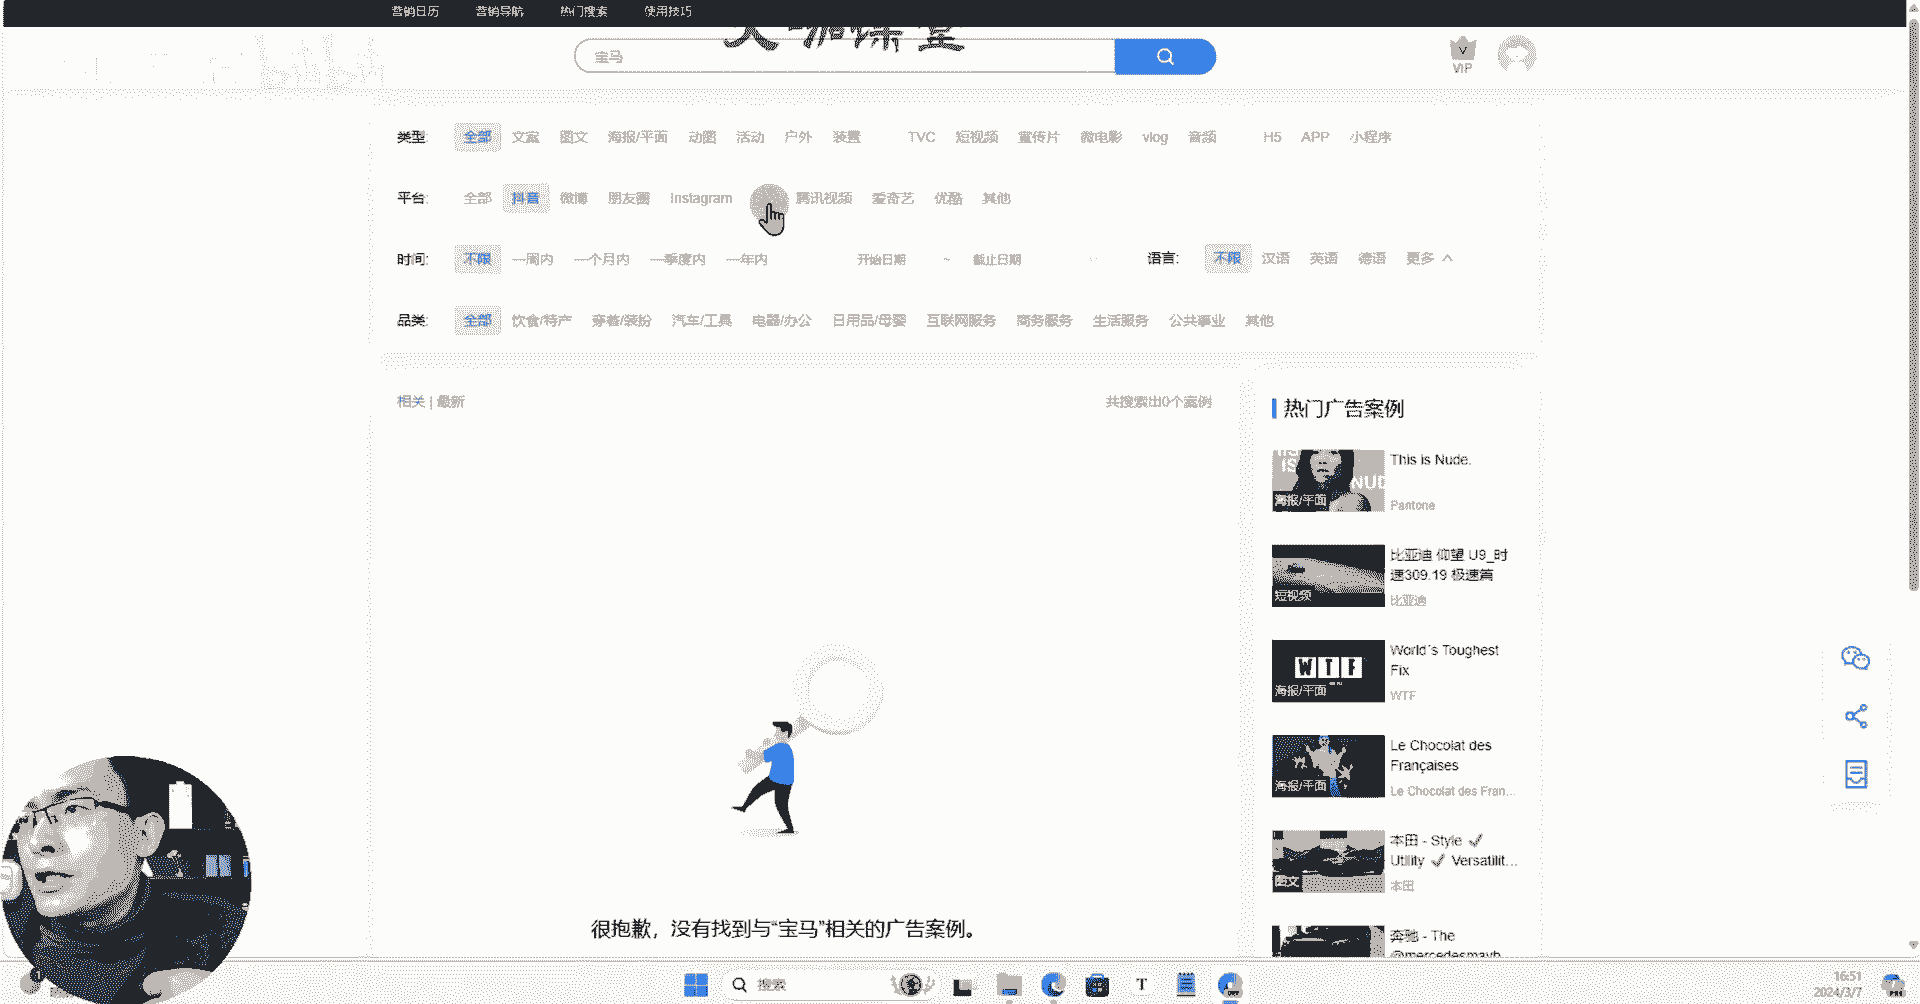 营销日历 营销导航 热门搜索 使用技巧
大咖课堂
bilibili
宝马
VIP
类型: 全部 文案 图文 海报/平面 动图 活动 户外 装置 TVC 短视频 宣传片 微电影 vlog 音频 H5 APP 小程序
平台: 全部 抖音 微博 朋友圈 Instagram 腾讯视频 爱奇艺 优酷 其他
时间: 不限 一周内 一个月内 一季度内 一年内 开始日期 ~ 截止日期 语言: 不限 汉语 英语 德语 更多
品类: 全部 饮食/特产 穿着/装扮 汽车/工具 电器/办公 日用品/母婴 互联网服务 商务服务 生活服务 公共事业 其他
相关 | 最新 共搜索出0个案例
很抱歉，没有找到与“宝马”相关的广告案例。
热门广告案例
This is Nude.
海报/平面
Pantone
比亚迪 仰望 U9_时
速309.19 极速篇
短视频
比亚迪
World´s Toughest
Fix
WTF
海报/平面
WTF
Le Chocolat des
Françaises
海报/平面
Le Chocolat des Fran...
本田 - Style ✓
Utility ✓ Versatilit...
图文
本田
奔驰 - The
@mercedesmayb
搜索
16:51
2024/3/7